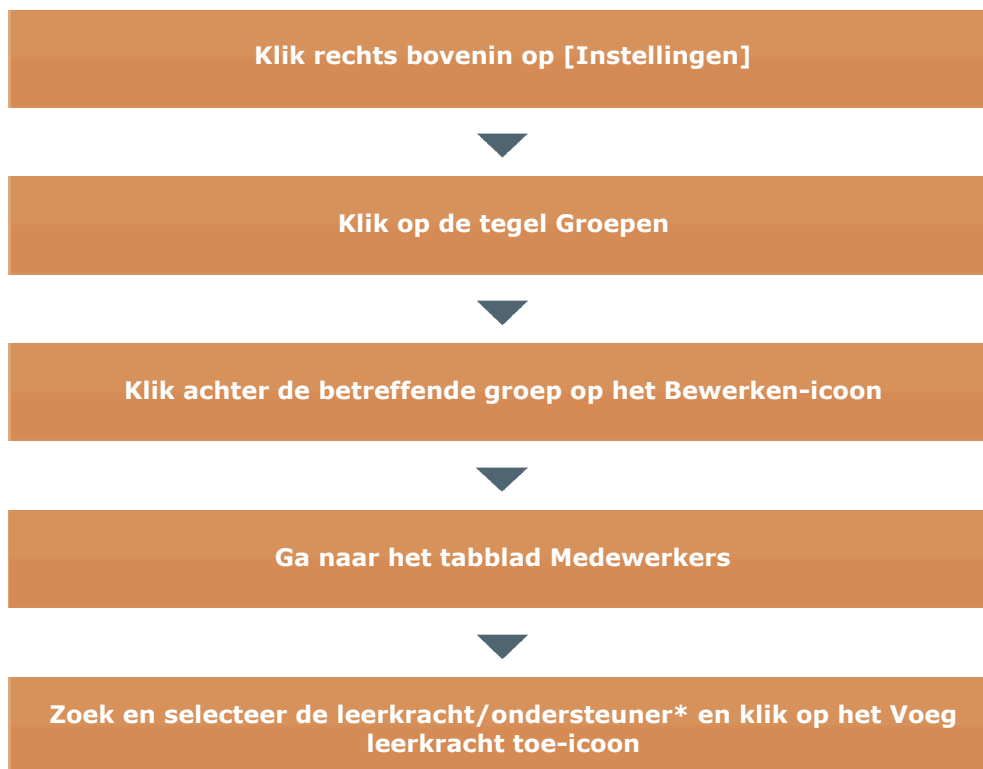 Klik rechts bovenin op [Instellingen]
Klik op de tegel Groepen
Klik achter de betreffende groep op het Bewerken-icoon
Ga naar het tabblad Medewerkers
Zoek en selecteer de leerkracht/ondersteuner* en klik op het Voeg
leerkracht toe-icoon